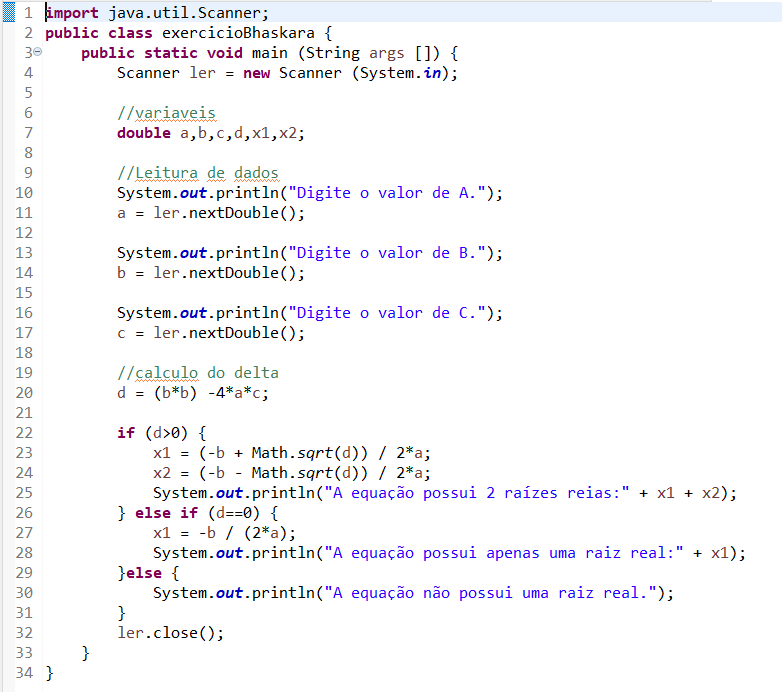 1 import java.util.Scanner;
2 public class exercicioBhaskara {
3 public static void main (String args []) {
4 Scanner ler = new Scanner (System.in);
5
6 //variaveis
7 double a,b,c,d,x1,x2;
8
9 //Leitura de dados
10 System.out.println("Digite o valor de A.");
11 a = ler.nextDouble();
12
13 System.out.println("Digite o valor de B.");
14 b = ler.nextDouble();
15
16 System.out.println("Digite o valor de C.");
17 c = ler.nextDouble();
18
19 //calculo do delta
20 d = (b*b) -4*a*c;
21
22 if (d>0) {
23 x1 = (-b + Math.sqrt(d)) / 2*a;
24 x2 = (-b - Math.sqrt(d)) / 2*a;
25 System.out.println("A equação possui 2 raízes reias:" + x1 + x2);
26 } else if (d==0) {
27 x1 = -b / (2*a);
28 System.out.println("A equação possui apenas uma raiz real:" + x1);
29 }else {
30 System.out.println("A equação não possui uma raiz real.");
31 }
32 ler.close();
33 }
34 }